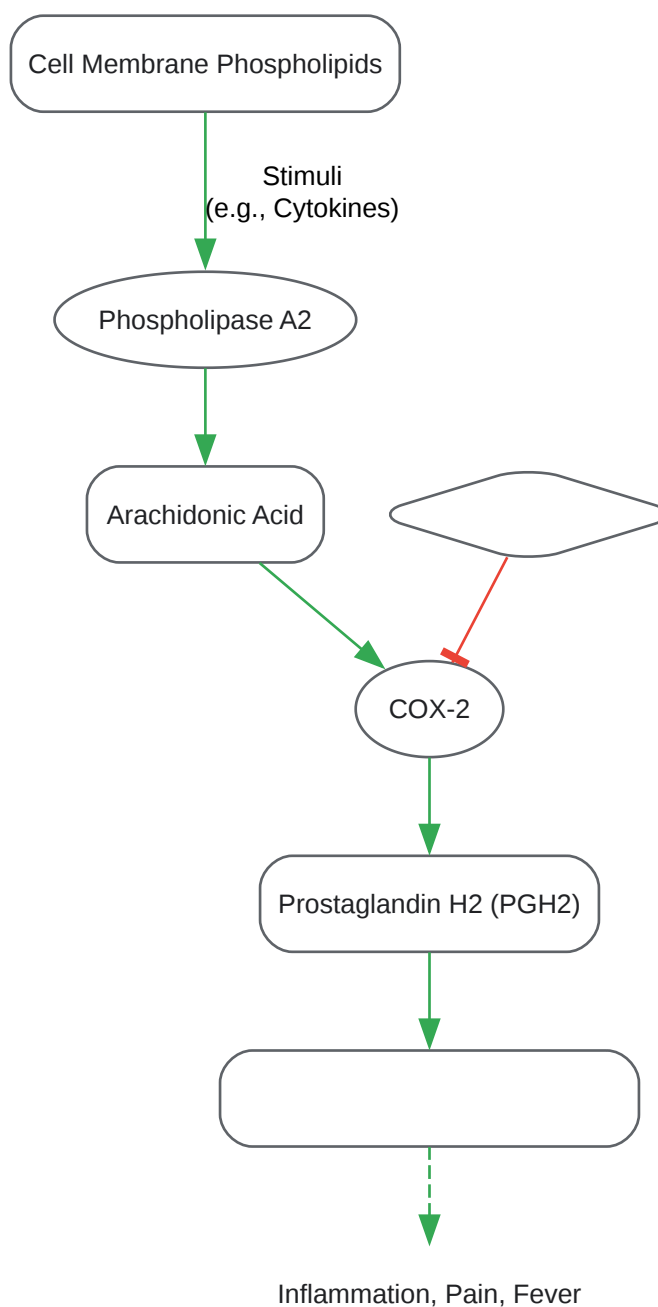 Cell Membrane Phospholipids
Stimuli
(e.g., Cytokines)
Phospholipase A2
Arachidonic Acid
COX-2
Prostaglandin H2 (PGH2)
Inflammation, Pain, Fever